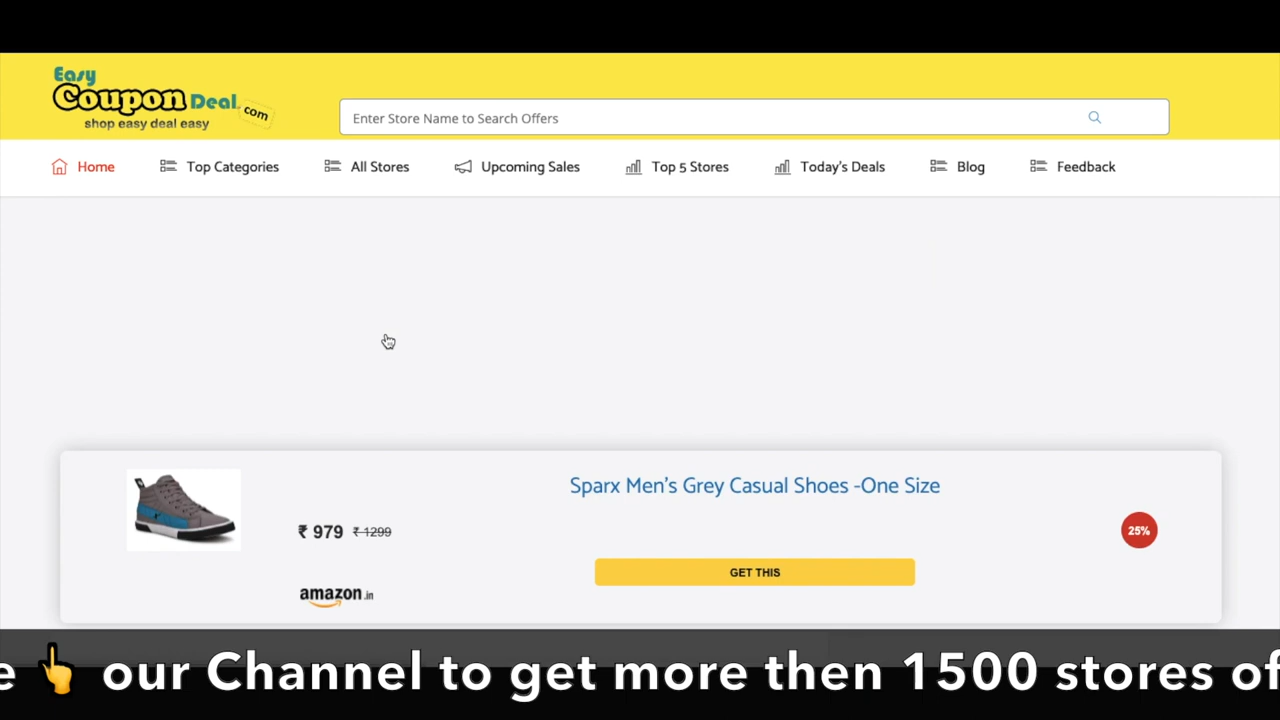 Easy
Coupon Deal.com
shop easy deal easy
Enter Store Name to Search Offers
Home
Top Categories
All Stores
Upcoming Sales
Top 5 Stores
Today's Deals
Blog
Feedback
Sparx Men's Grey Casual Shoes -One Size
₹ 979 ₹ 1299
25%
GET THIS
amazon.in
e 👆 our Channel to get more then 1500 stores of